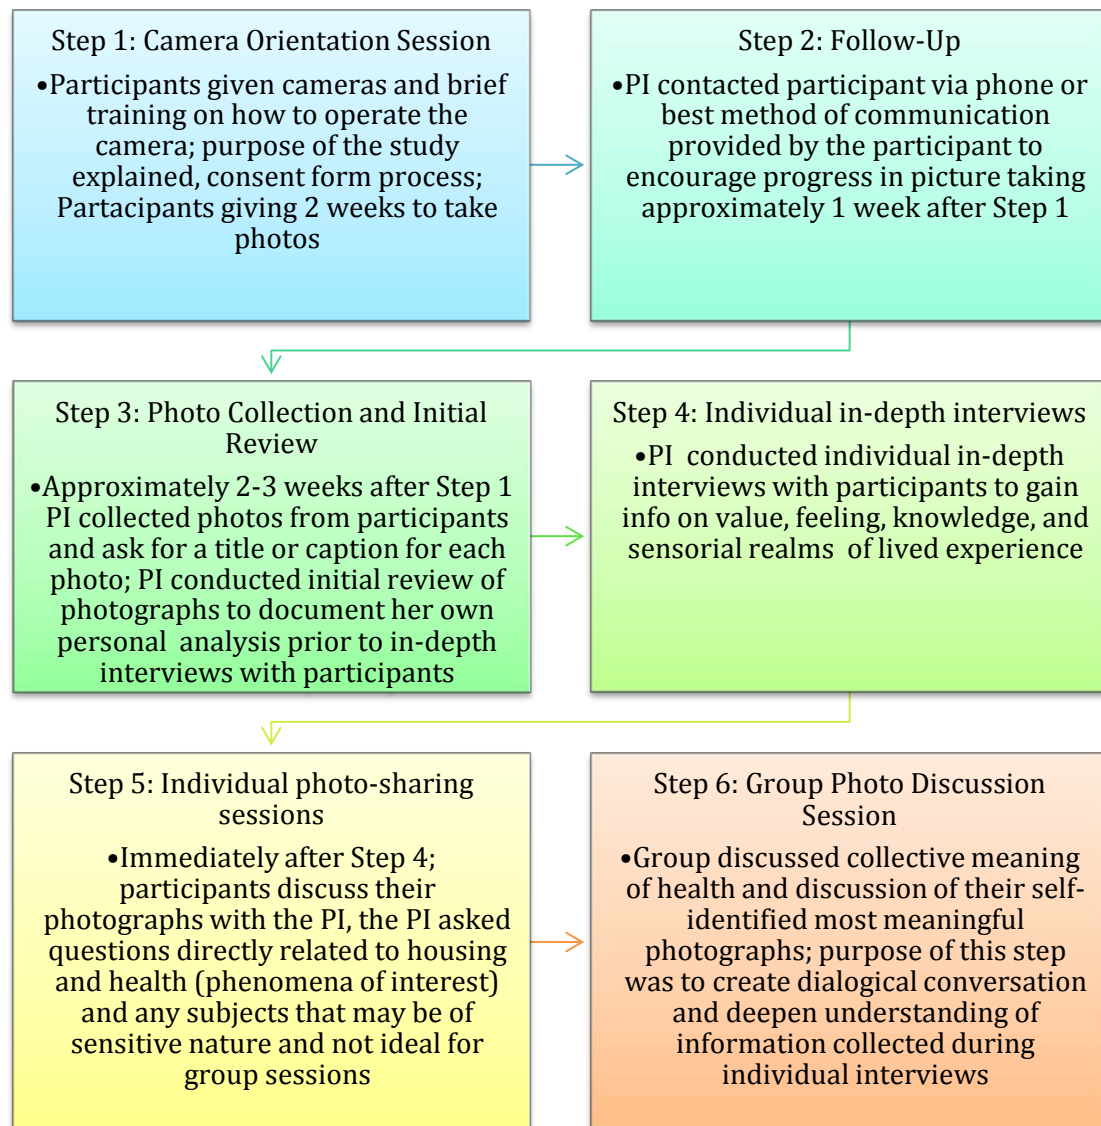 Step 1: Camera Orientation Session
•Participants given cameras and brief
training on how to operate the
camera; purpose of the study
explained, consent form process;
Partacipants giving 2 weeks to take
photos
Step 2: Follow-Up
•PI contacted participant via phone or
best method of communication
provided by the participant to
encourage progress in picture taking
approximately 1 week after Step 1
Step 3: Photo Collection and Initial
Review
•Approximately 2-3 weeks after Step 1
PI collected photos from participants
and ask for a title or caption for each
photo; PI conducted initial review of
photographs to document her own
personal analysis prior to in-depth
interviews with participants
Step 4: Individual in-depth interviews
•PI conducted individual in-depth
interviews with participants to gain
info on value, feeling, knowledge, and
sensorial realms of lived experience
Step 5: Individual photo-sharing
sessions
•Immediately after Step 4;
participants discuss their
photographs with the PI, the PI asked
questions directly related to housing
and health (phenomena of interest)
and any subjects that may be of
sensitive nature and not ideal for
group sessions
Step 6: Group Photo Discussion
Session
•Group discussed collective meaning
of health and discussion of their self-
identified most meaningful
photographs; purpose of this step
was to create dialogical conversation
and deepen understanding of
information collected during
individual interviews